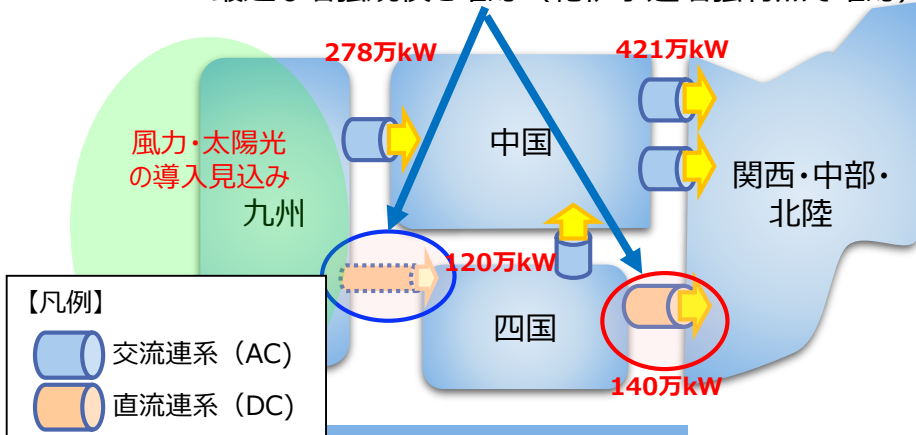 278万kW
421万kW
風力・太陽光
の導入見込み
九州
中国
関西・中部・
北陸
120万kW
四国
140万kW
【凡例】
交流連系（AC)
直流連系（DC)